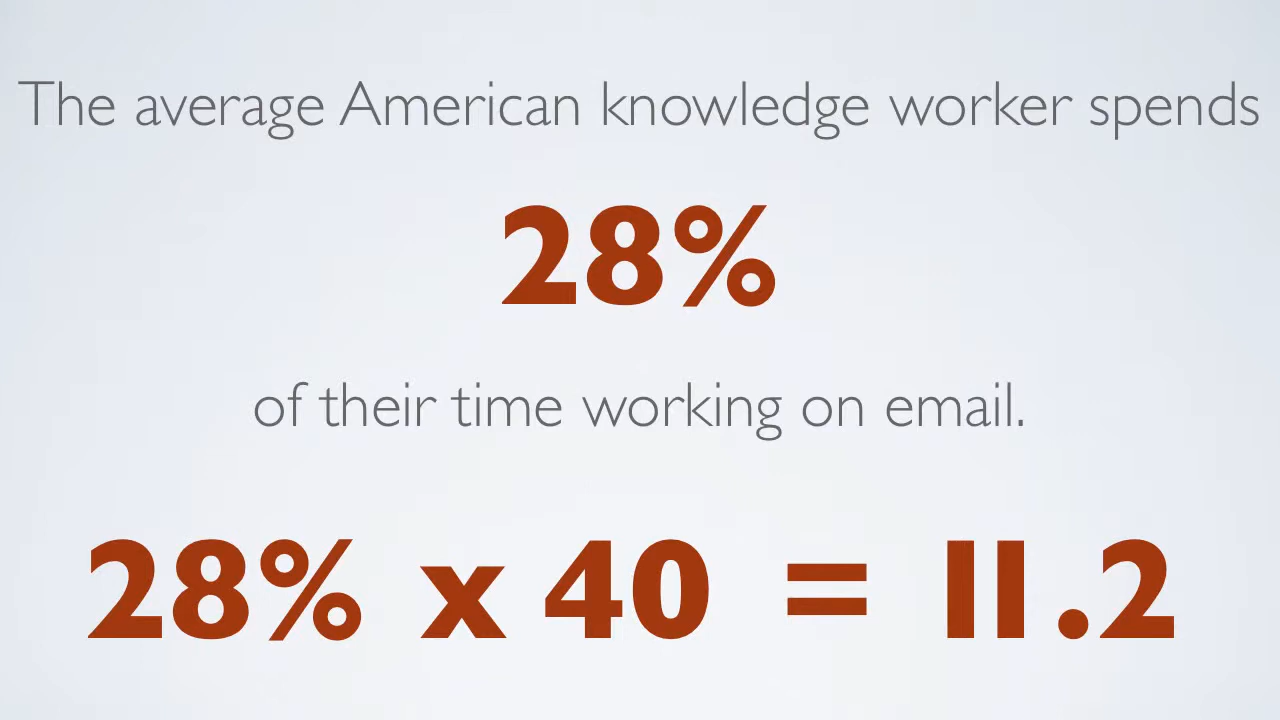 The average American knowledge worker spends
28%
of their time working on email.
28% x 40 = 11.2